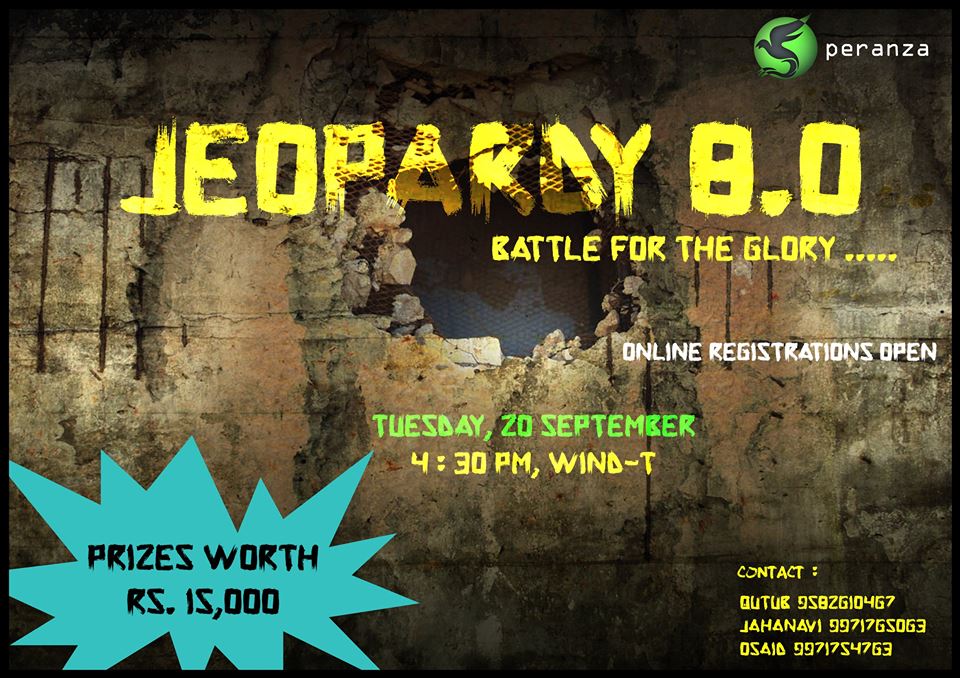 peranza
JEOPARDY 8.0
BATTLE FOR THE GLORY .....
ONLINE REGISTRATIONS OPEN
TUESDAY, 20 SEPTEMBER
4 : 30 PM, WIND-T
PRIZES WORTH
RS. 15,000
CONTACT :
QUTUB 9582610467
JAHANAVI 9971765063
OSAID 9971754763